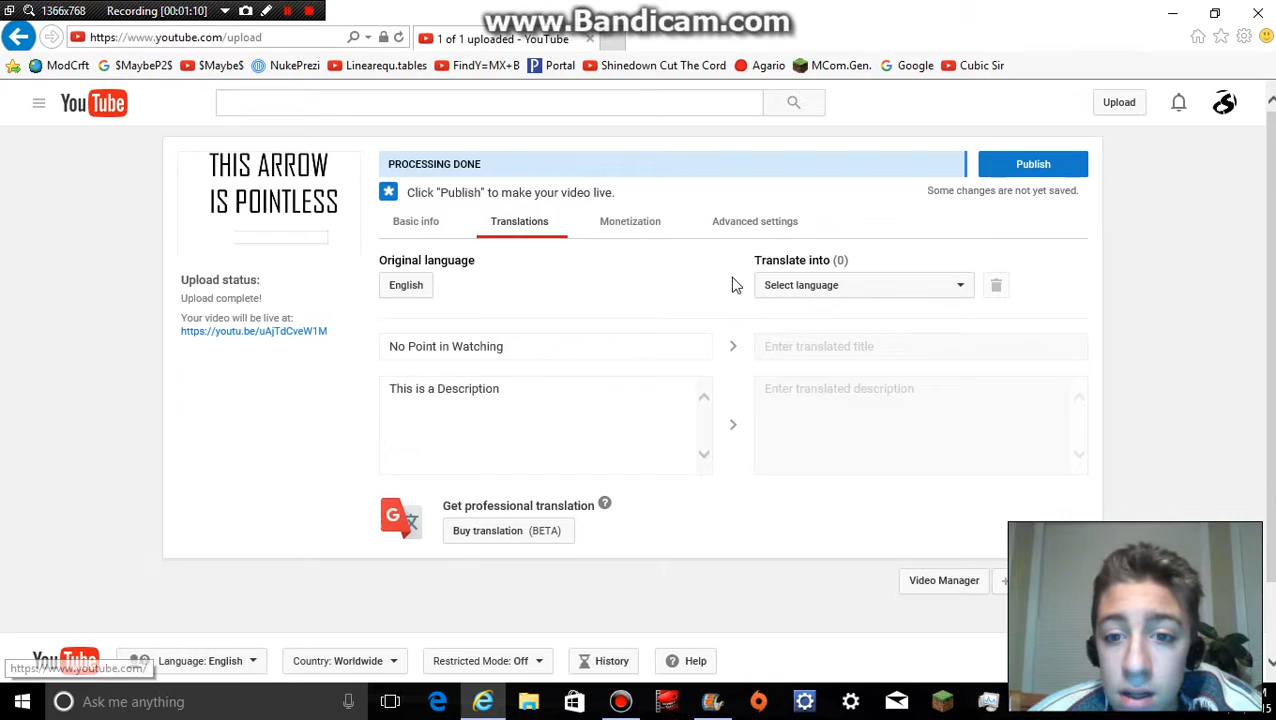 1366x768 Recording [00:01:10]
www.Bandicam.com
https://www.youtube.com/upload
1 of 1 uploaded - YouTube
ModCrft $MaybeP2$ $Maybe$ NukePrezi Linearequ.tables FindY=MX+B Portal Shinedown Cut The Cord Agario MCom.Gen. Google Cubic Sir
YouTube
Upload
THIS ARROW
IS POINTLESS
PROCESSING DONE
Publish
Click "Publish" to make your video live.
Some changes are not yet saved.
Basic info Translations Monetization Advanced settings
Upload status:
Upload complete!
Your video will be live at:
https://youtu.be/uAjTdCveW1M
Original language
English
Translate into (0)
Select language
No Point in Watching
Enter translated title
This is a Description
Enter translated description
Get professional translation ?
Buy translation (BETA)
Video Manager
You
Language: English
Country: Worldwide
Restricted Mode: Off
History
Help
https://www.youtube.com/
Ask me anything